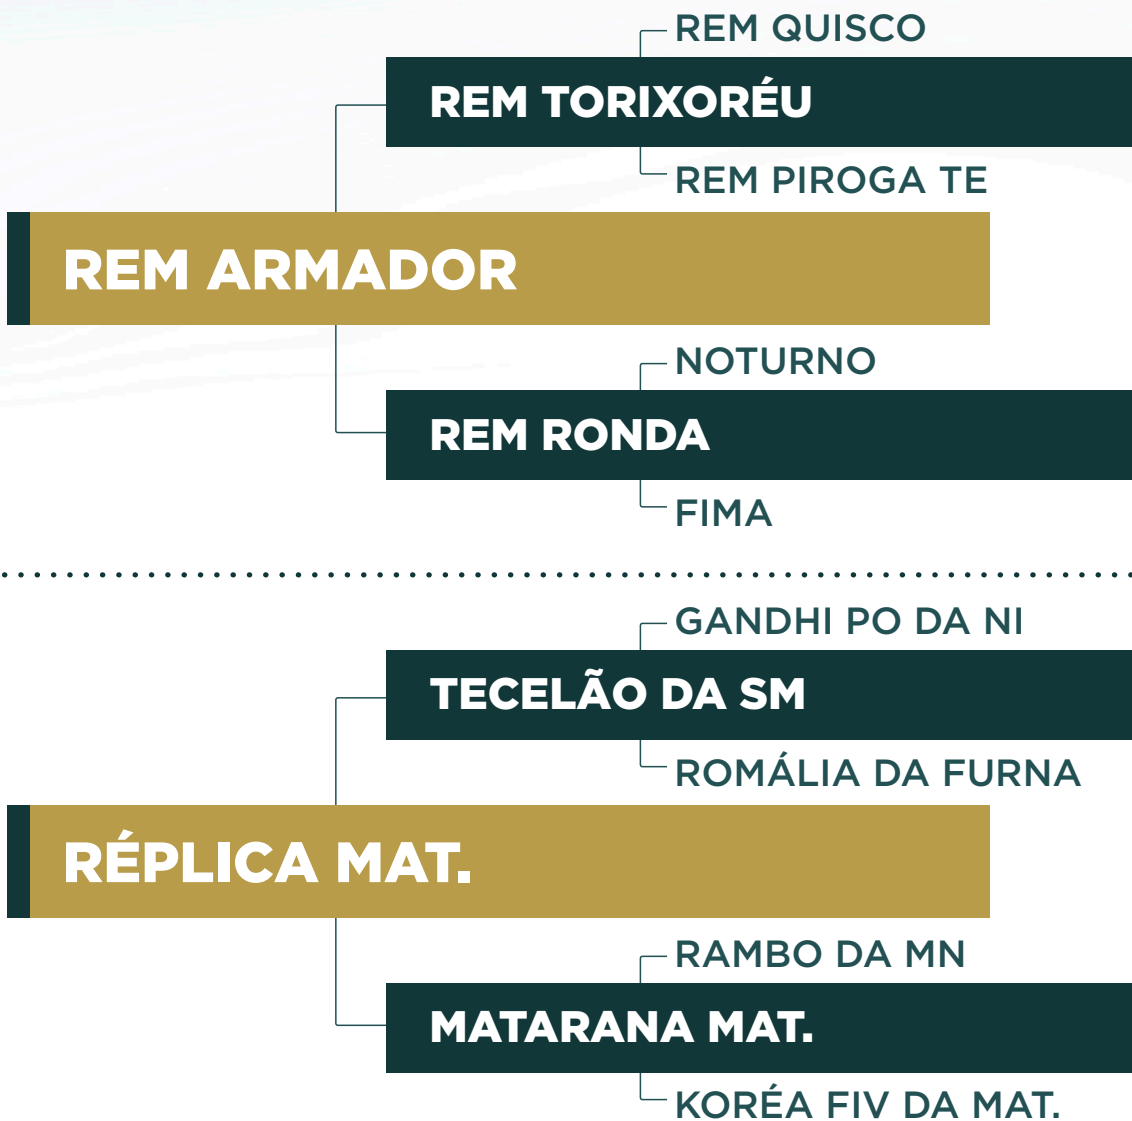 REM QUISCO
REM TORIXORÉU
REM PIROGA TE
REM ARMADOR
NOTURNO
REM RONDA
FIMA
GANDHI PO DA NI
TECELÃO DA SM
ROMÁLIA DA FURNA
RÉPLICA MAT.
RAMBO DA MN
MATARANA MAT.
KORÉA FIV DA MAT.